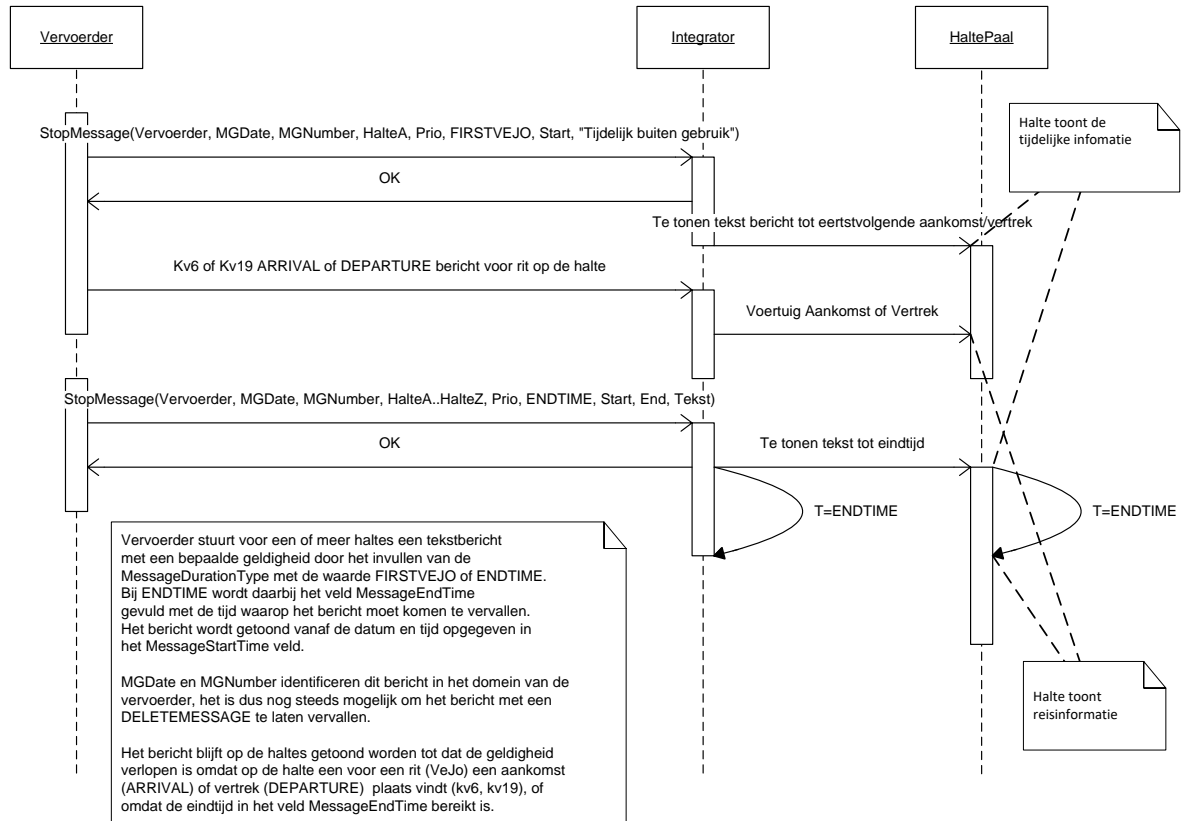 Vervoerder
Integrator
HaltePaal
Halte toont de
tijdelijke infomatie
StopMessage(Vervoerder, MGDate, MGNumber, HalteA, Prio, FIRSTVEJO, Start, "Tijdelijk buiten gebruik")
OK
Te tonen tekst bericht tot eertstvolgende aankomst/vertrek
Kv6 of Kv19 ARRIVAL of DEPARTURE bericht voor rit op de halte
Voertuig Aankomst of Vertrek
StopMessage(Vervoerder, MGDate, MGNumber, HalteA..HalteZ, Prio, ENDTIME, Start, End, Tekst)
OK
Te tonen tekst tot eindtijd
T=ENDTIME
T=ENDTIME
Vervoerder stuurt voor een of meer haltes een tekstbericht
met een bepaalde geldigheid door het invullen van de
MessageDurationType met de waarde FIRSTVEJO of ENDTIME.
Bij ENDTIME wordt daarbij het veld MessageEndTime
gevuld met de tijd waarop het bericht moet komen te vervallen.
Het bericht wordt getoond vanaf de datum en tijd opgegeven in
het MessageStartTime veld.
MGDate en MGNumber identificeren dit bericht in het domein van de
vervoerder, het is dus nog steeds mogelijk om het bericht met een
DELETEMESSAGE te laten vervallen.
Het bericht blijft op de haltes getoond worden tot dat de geldigheid
verlopen is omdat op de halte een voor een rit (VeJo) een aankomst
(ARRIVAL) of vertrek (DEPARTURE) plaats vindt (kv6, kv19), of
omdat de eindtijd in het veld MessageEndTime bereikt is.
Halte toont
reisinformatie